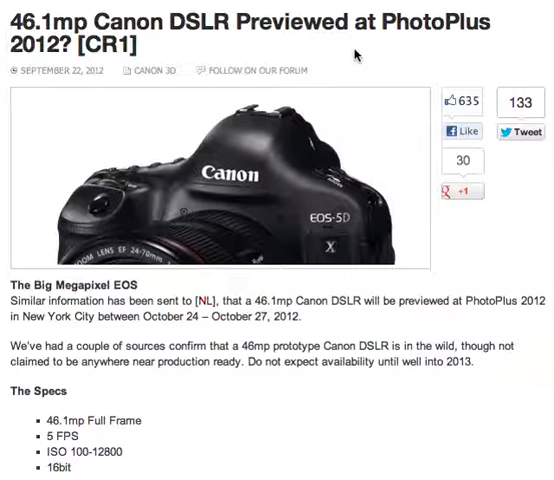 46.1mp Canon DSLR Previewed at PhotoPlus
2012? [CR1]
SEPTEMBER 22, 2012 CANON 3D FOLLOW ON OUR FORUM
635
133
Like
Tweet
30
+1
Canon
EOS-5D
X
ZOOM LENS EF 24-70mm
The Big Megapixel EOS
Similar information has been sent to [NL], that a 46.1mp Canon DSLR will be previewed at PhotoPlus 2012
in New York City between October 24 – October 27, 2012.
We've had a couple of sources confirm that a 46mp prototype Canon DSLR is in the wild, though not
claimed to be anywhere near production ready. Do not expect availability until well into 2013.
The Specs
▪ 46.1mp Full Frame
▪ 5 FPS
▪ ISO 100-12800
▪ 16bit